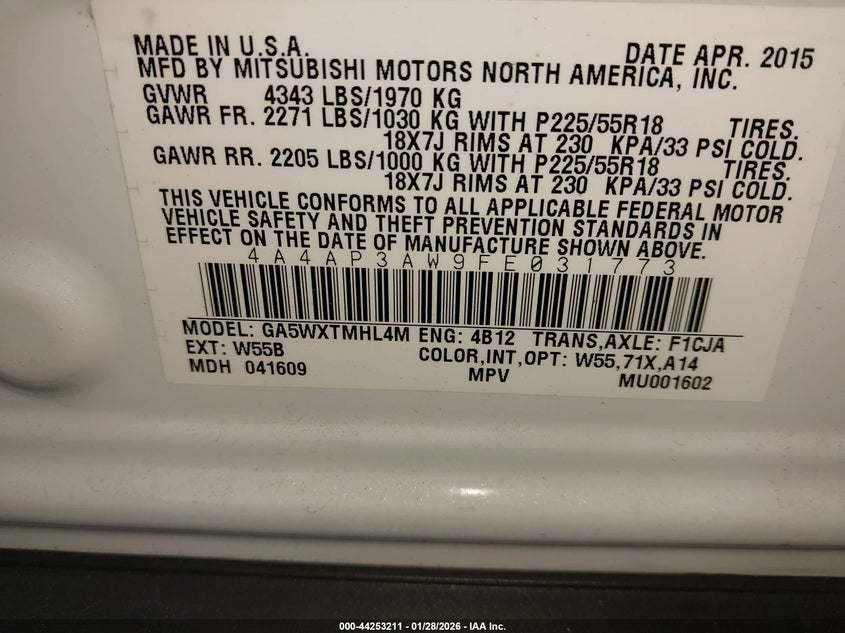 MADE IN U.S.A. DATE APR. 2015
MFD BY MITSUBISHI MOTORS NORTH AMERICA, INC.
GVWR 4343 LBS/1970 KG
GAWR FR. 2271 LBS/1030 KG WITH P225/55R18 TIRES.
18X7J RIMS AT 230 KPA/33 PSI COLD.
GAWR RR. 2205 LBS/1000 KG WITH P225/55R18 TIRES.
18X7J RIMS AT 230 KPA/33 PSI COLD.
THIS VEHICLE CONFORMS TO ALL APPLICABLE FEDERAL MOTOR
VEHICLE SAFETY AND THEFT PREVENTION STANDARDS IN
EFFECT ON THE DATE OF MANUFACTURE SHOWN ABOVE.
4A4AP3AW9FE031773
MODEL: GA5WXTMHL4M ENG: 4B12 TRANS,AXLE: F1CJA
EXT: W55B COLOR,INT,OPT: W55,71X,A14
MDH 041609 MPV MU001602
000-44253211 - 01/28/2026 - IAA Inc.